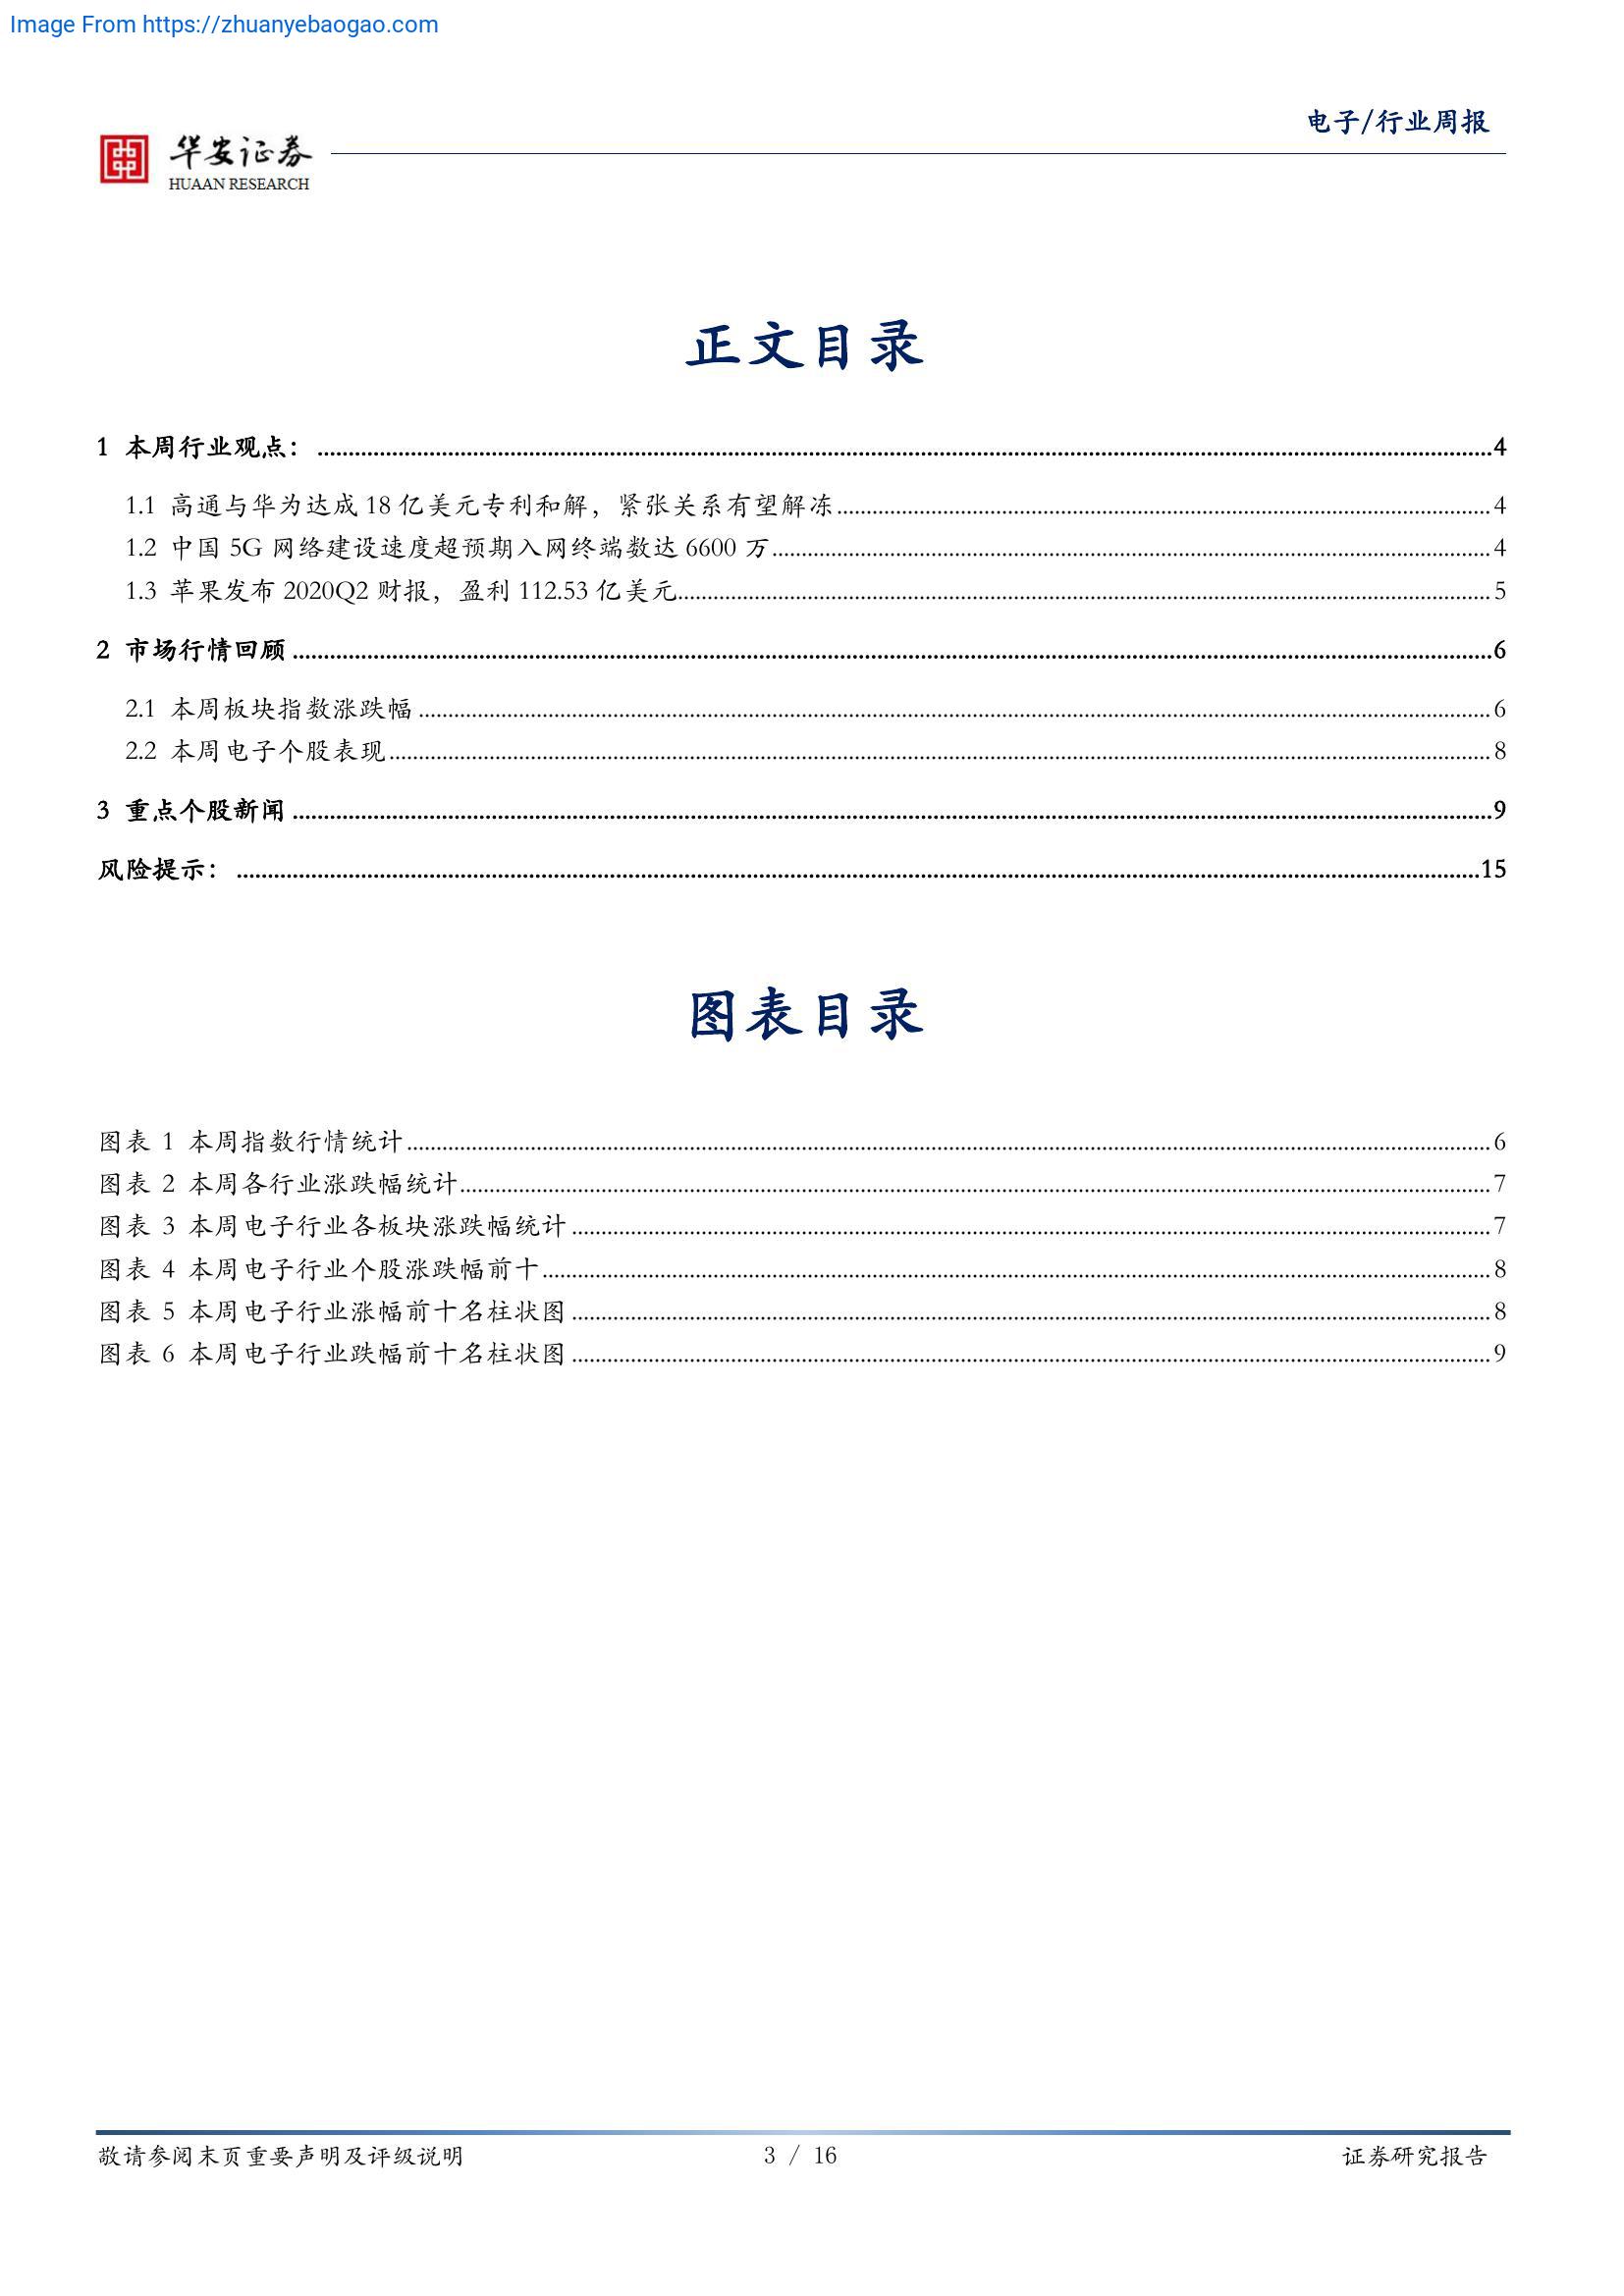 Image From https://zhuanyebaogao.com
电子/行业周报
华安证券
HUAAN RESEARCH
正文目录
1 本周行业观点：4
1.1 高通与华为达成 18 亿美元专利和解，紧张关系有望解冻4
1.2 中国 5G 网络建设速度超预期入网终端数达 6600 万4
1.3 苹果发布 2020Q2 财报，盈利 112.53 亿美元5
2 市场行情回顾6
2.1 本周板块指数涨跌幅6
2.2 本周电子个股表现8
3 重点个股新闻9
风险提示：15
图表目录
图表 1 本周指数行情统计6
图表 2 本周各行业涨跌幅统计7
图表 3 本周电子行业各板块涨跌幅统计7
图表 4 本周电子行业个股涨跌幅前十8
图表 5 本周电子行业涨幅前十名柱状图8
图表 6 本周电子行业跌幅前十名柱状图9
敬请参阅末页重要声明及评级说明 3 / 16 证券研究报告